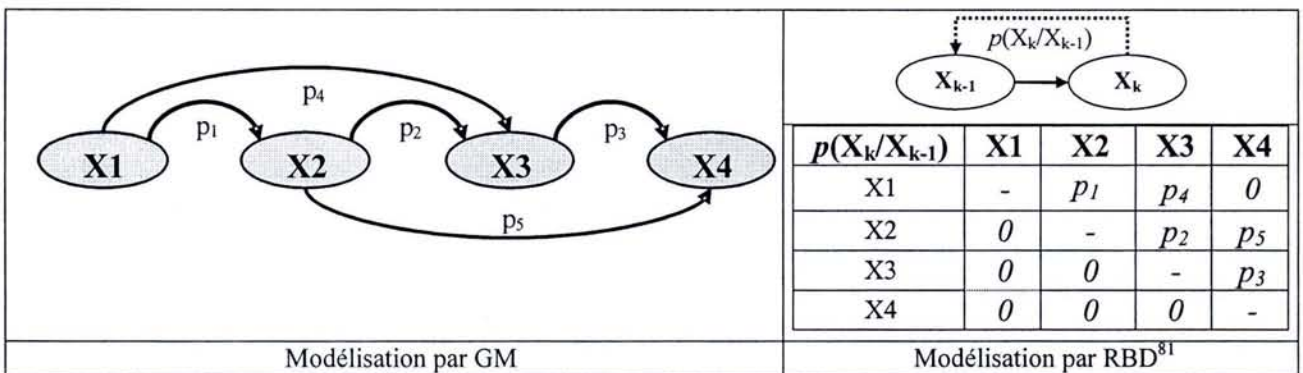 p₄
p₁
p₂
p₃
X1
X2
X3
X4
p₅
Modélisation par GM
p(Xₖ/Xₖ₋₁)
Xₖ₋₁
Xₖ
p(Xₖ/Xₖ₋₁) X1 X2 X3 X4
X1 - p₁ p₄ 0
X2 0 - p₂ p₅
X3 0 0 - p₃
X4 0 0 0 -
Modélisation par RBD⁸¹